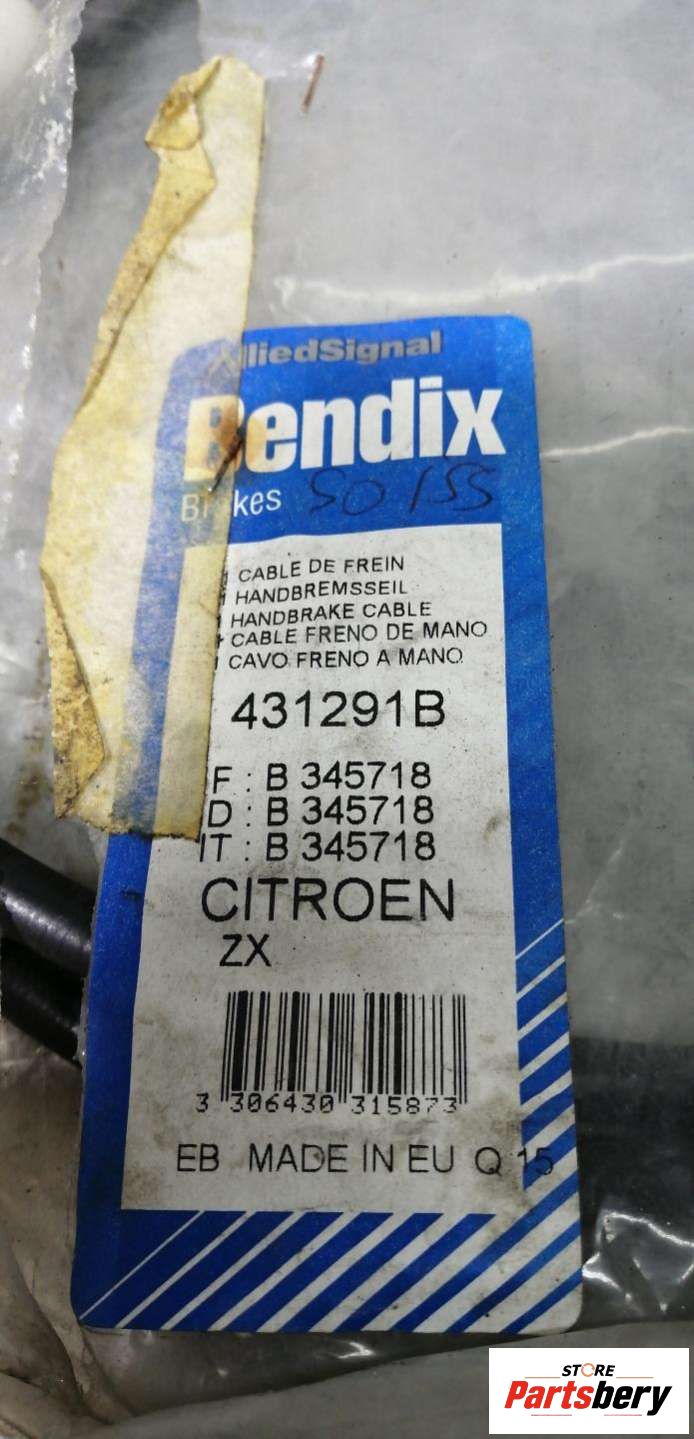 AlliedSignal
Bendix
Brakes 50155
CABLE DE FREIN
HANDBREMSSEIL
HANDBRAKE CABLE
CABLE FRENO DE MANO
CAVO FRENO A MANO
431291B
F : B 345718
D : B 345718
IT : B 345718
CITROEN
ZX
3 306430 315873
EB MADE IN EU Q 15
STORE
Partsbery